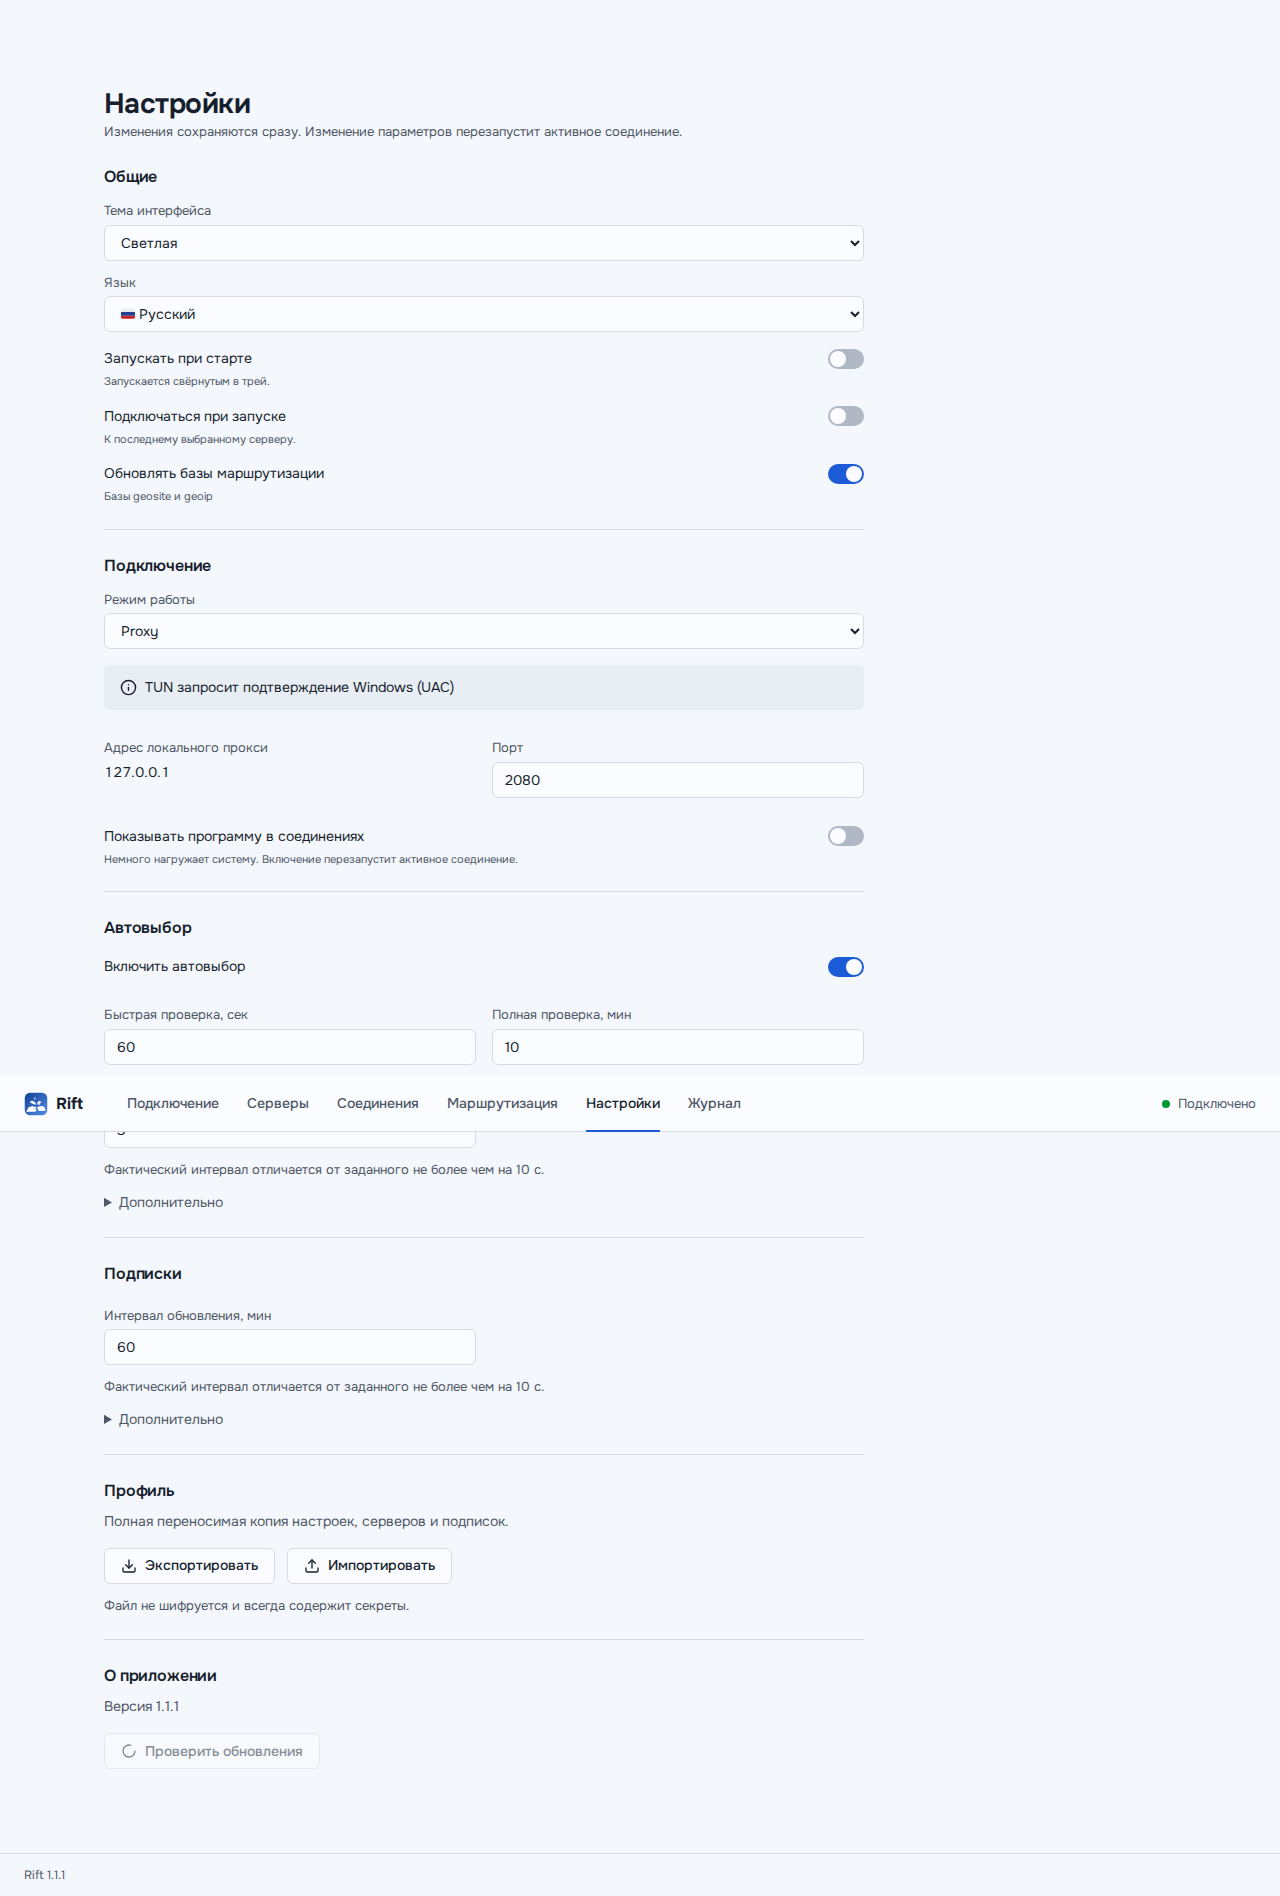 Настройки
Изменения сохраняются сразу. Изменение параметров перезапустит активное соединение.
Общие
Тема интерфейса
Светлая
Язык
Русский
Запускать при старте
Запускается свёрнутым в трей.
Подключаться при запуске
К последнему выбранному серверу.
Обновлять базы маршрутизации
Базы geosite и geoip
Подключение
Режим работы
Proxy
TUN запросит подтверждение Windows (UAC)
Адрес локального прокси
Порт
127.0.0.1
2080
Показывать программу в соединениях
Немного нагружает систему. Включение перезапустит активное соединение.
Автовыбор
Включить автовыбор
Быстрая проверка, сек
Полная проверка, мин
60
10
Rift
Подключение
Серверы
Соединения
Маршрутизация
Настройки
Журнал
Подключено
Фактический интервал отличается от заданного не более чем на 10 с.
Дополнительно
Подписки
Интервал обновления, мин
60
Фактический интервал отличается от заданного не более чем на 10 с.
Дополнительно
Профиль
Полная переносимая копия настроек, серверов и подписок.
Экспортировать
Импортировать
Файл не шифруется и всегда содержит секреты.
О приложении
Версия 1.1.1
Проверить обновления
Rift 1.1.1